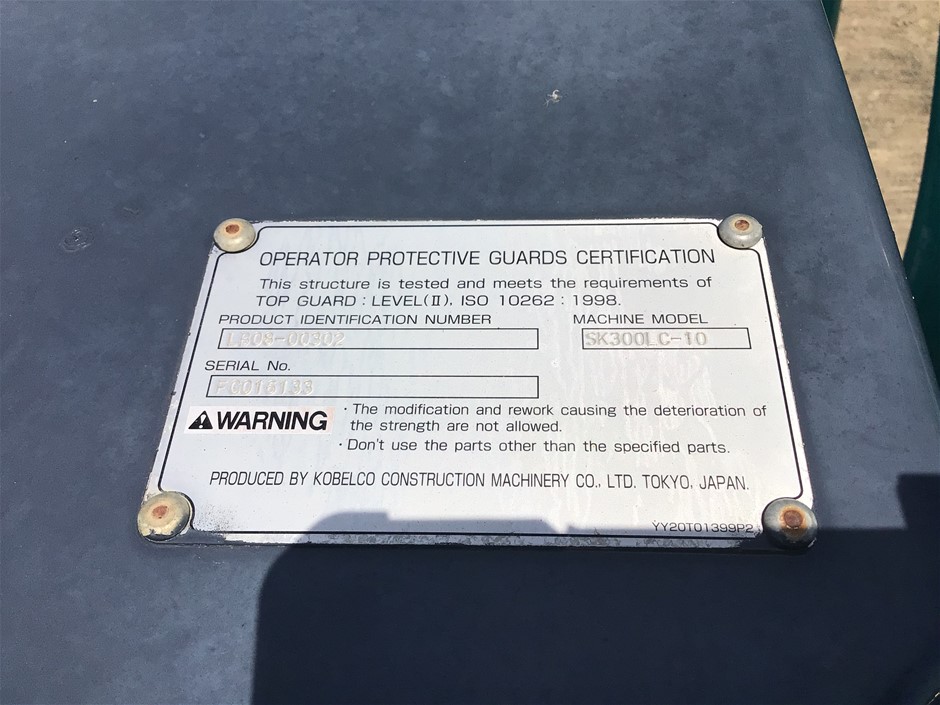 OPERATOR PROTECTIVE GUARDS CERTIFICATION
This structure is tested and meets the requirements of
TOP GUARD : LEVEL(II), ISO 10262 : 1998.
PRODUCT IDENTIFICATION NUMBER MACHINE MODEL
SK300LC-10
SERIAL No.
WARNING
· The modification and rework causing the deterioration of
the strength are not allowed.
· Don't use the parts other than the specified parts.
PRODUCED BY KOBELCO CONSTRUCTION MACHINERY CO., LTD. TOKYO, JAPAN.
YY20T01399P2